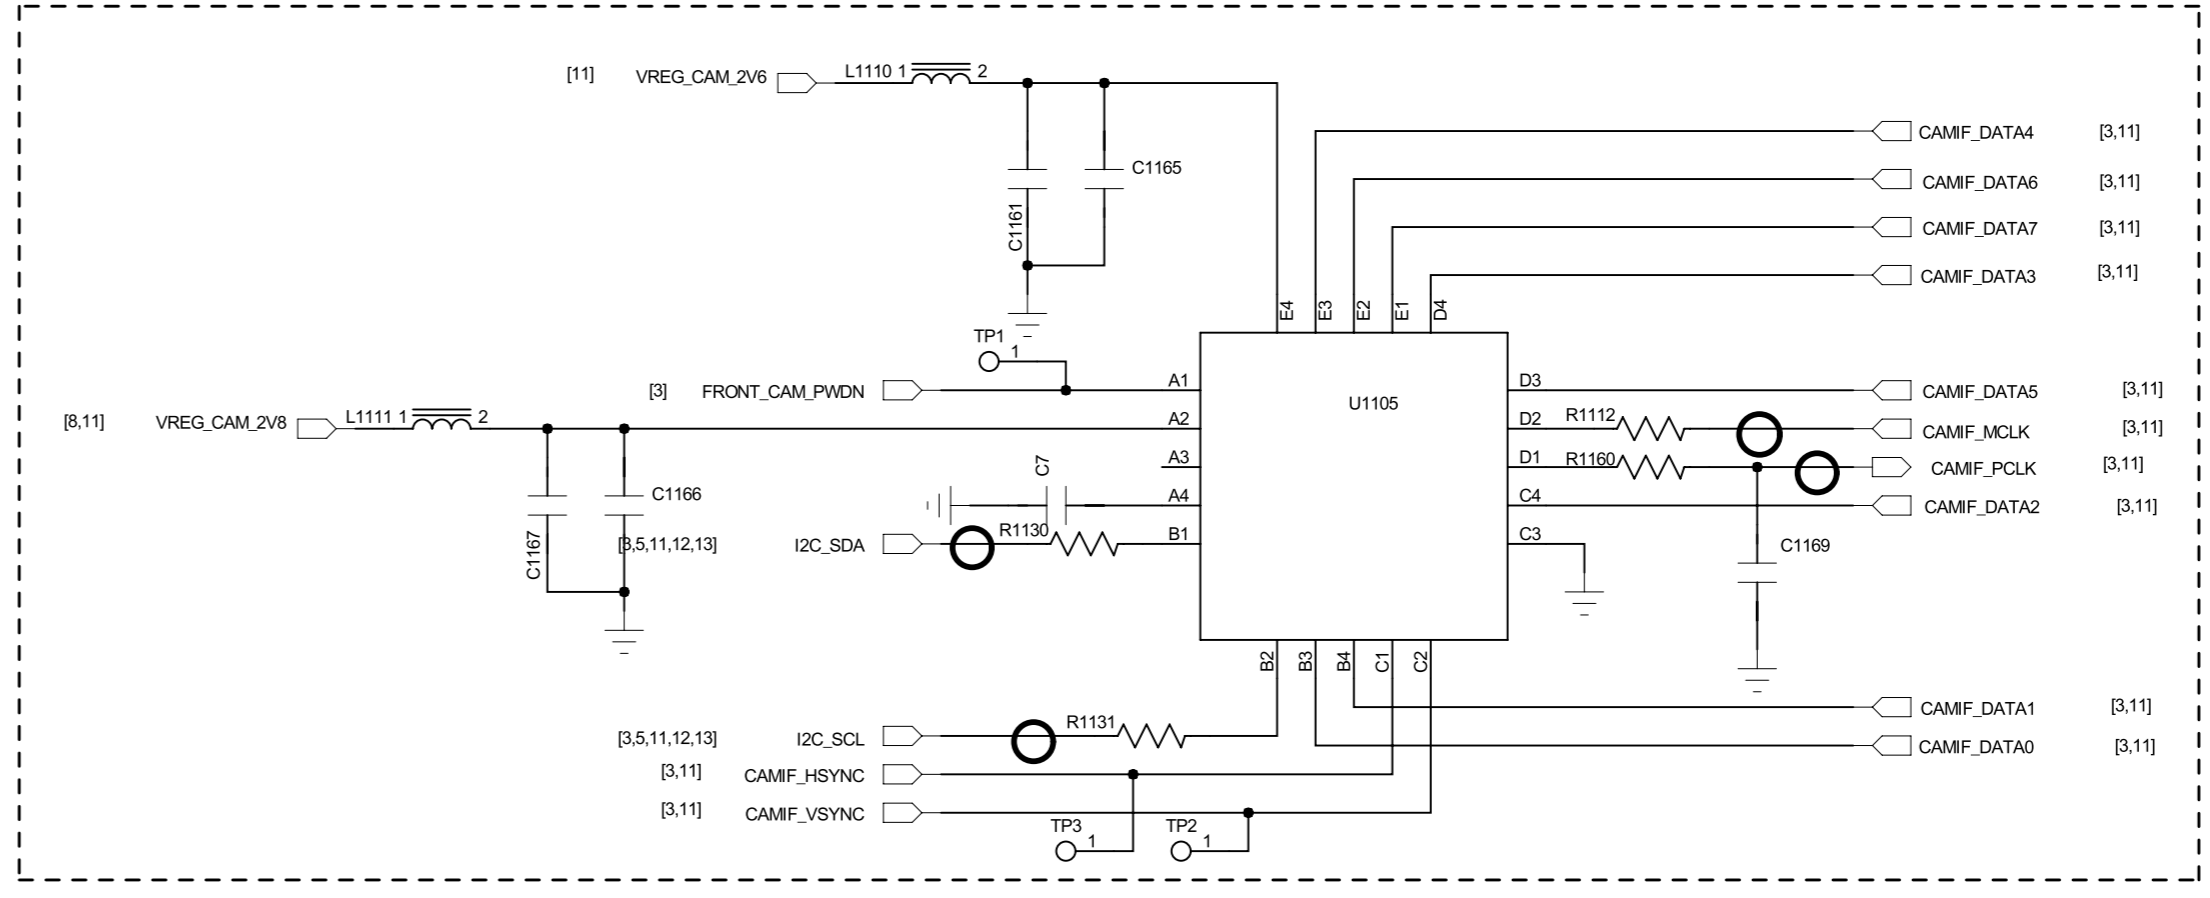 [11] VREG_CAM_2V6 L1110 1 2
CAMIF_DATA4 [3,11]
C1165
CAMIF_DATA6 [3,11]
C1161
CAMIF_DATA7 [3,11]
CAMIF_DATA3 [3,11]
E4 E3 E2 E1 D4
TP1 1
[3] FRONT_CAM_PWDN A1
U1105
D3 CAMIF_DATA5 [3,11]
[8,11] VREG_CAM_2V8 L1111 1 2 A2
D2 R1112 CAMIF_MCLK [3,11]
A3
D1 R1160 CAMIF_PCLK [3,11]
C7
C1166
A4
C4 CAMIF_DATA2 [3,11]
C1167
[3,5,11,12,13] I2C_SDA R1130 B1
C3
C1169
B2 B3 B4 C1 C2
CAMIF_DATA1 [3,11]
[3,5,11,12,13] I2C_SCL R1131
CAMIF_DATA0 [3,11]
[3,11] CAMIF_HSYNC
[3,11] CAMIF_VSYNC
TP3 1 TP2 1